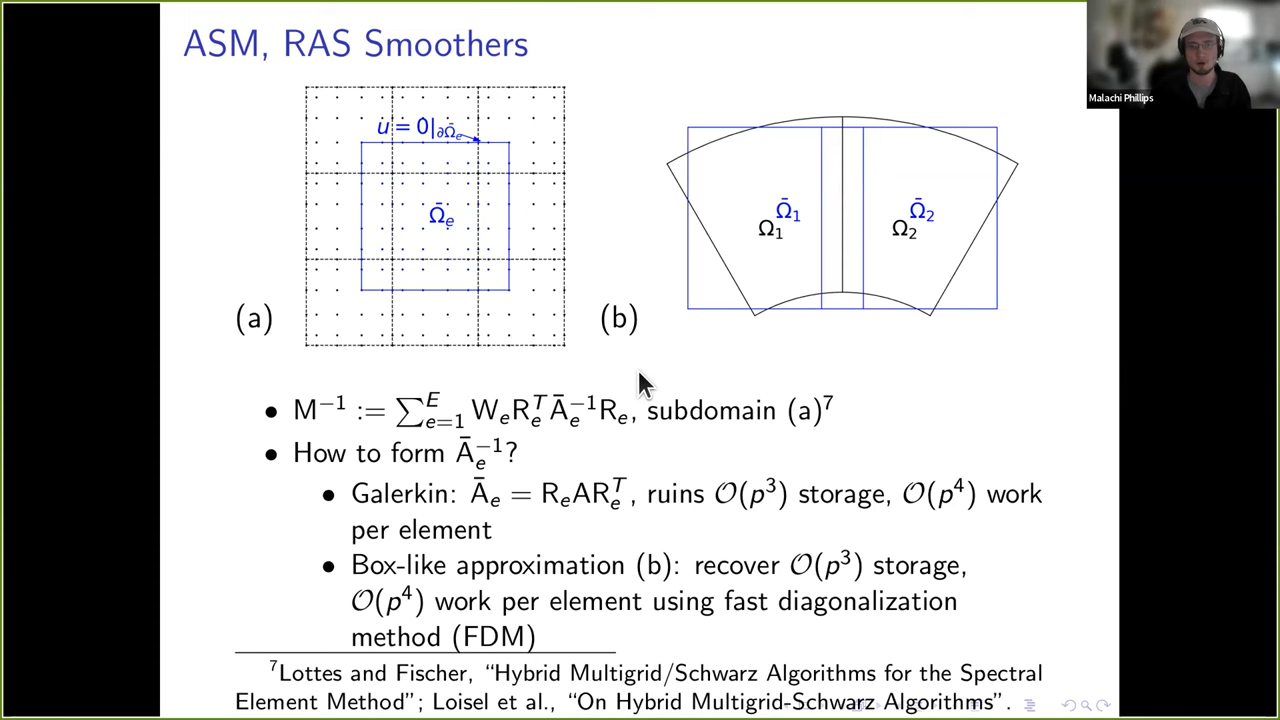 ASM, RAS Smoothers
Malachi Phillips
u = 0|∂Ω̄ₑ
Ω̄ₑ
(a)
Ω̄₁
Ω₁
Ω̄₂
Ω₂
(b)
• M⁻¹ := ∑ᴱₑ₌₁ WₑRₑᵀĀₑ⁻¹Rₑ, subdomain (a)⁷
• How to form Āₑ⁻¹?
• Galerkin: Āₑ = RₑARₑᵀ, ruins 𝒪(p³) storage, 𝒪(p⁴) work
per element
• Box-like approximation (b): recover 𝒪(p³) storage,
𝒪(p⁴) work per element using fast diagonalization
method (FDM)
⁷Lottes and Fischer, “Hybrid Multigrid/Schwarz Algorithms for the Spectral
Element Method”; Loisel et al., “On Hybrid Multigrid-Schwarz Algorithms”.